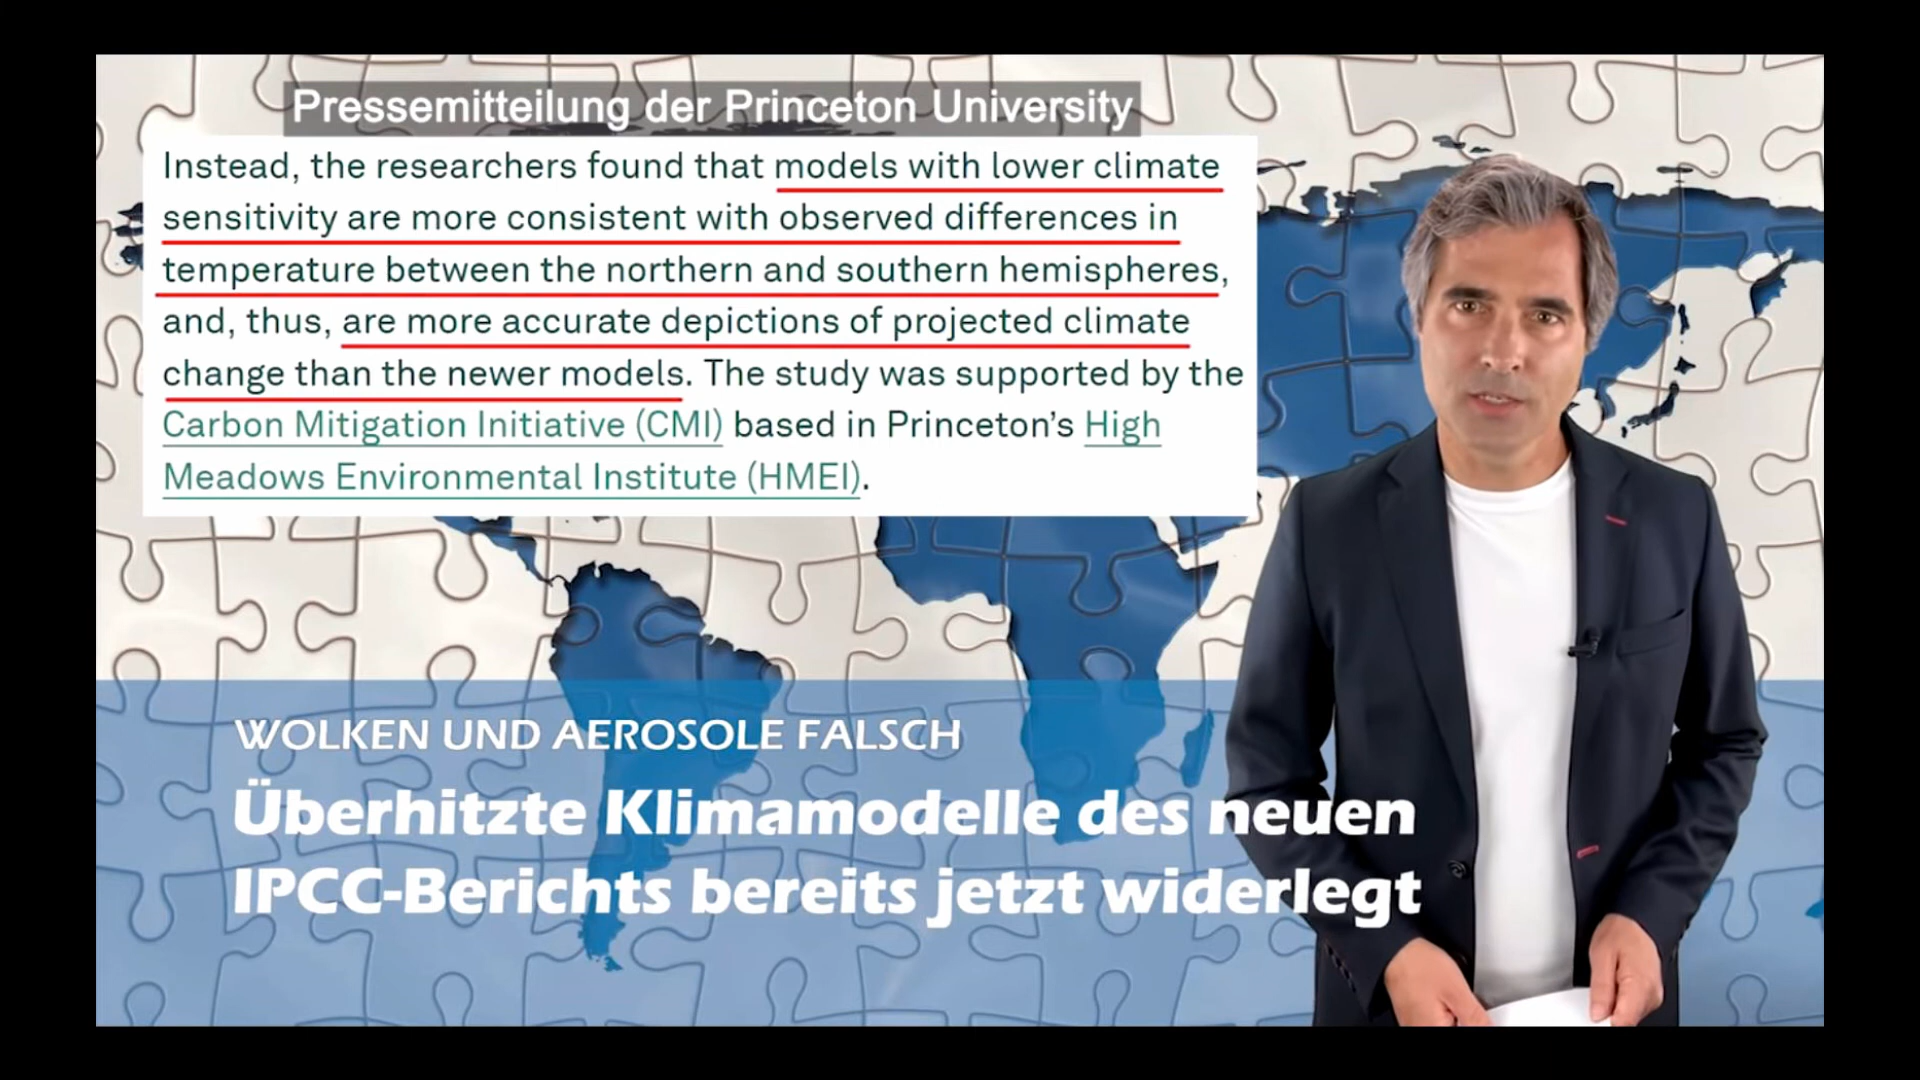 Pressemitteilung der Princeton University
Instead, the researchers found that models with lower climate
sensitivity are more consistent with observed differences in
temperature between the northern and southern hemispheres,
and, thus, are more accurate depictions of projected climate
change than the newer models. The study was supported by the
Carbon Mitigation Initiative (CMI) based in Princeton’s High
Meadows Environmental Institute (HMEI).
WOLKEN UND AEROSOLE FALSCH
Überhitzte Klimamodelle des neuen
IPCC-Berichts bereits jetzt widerlegt